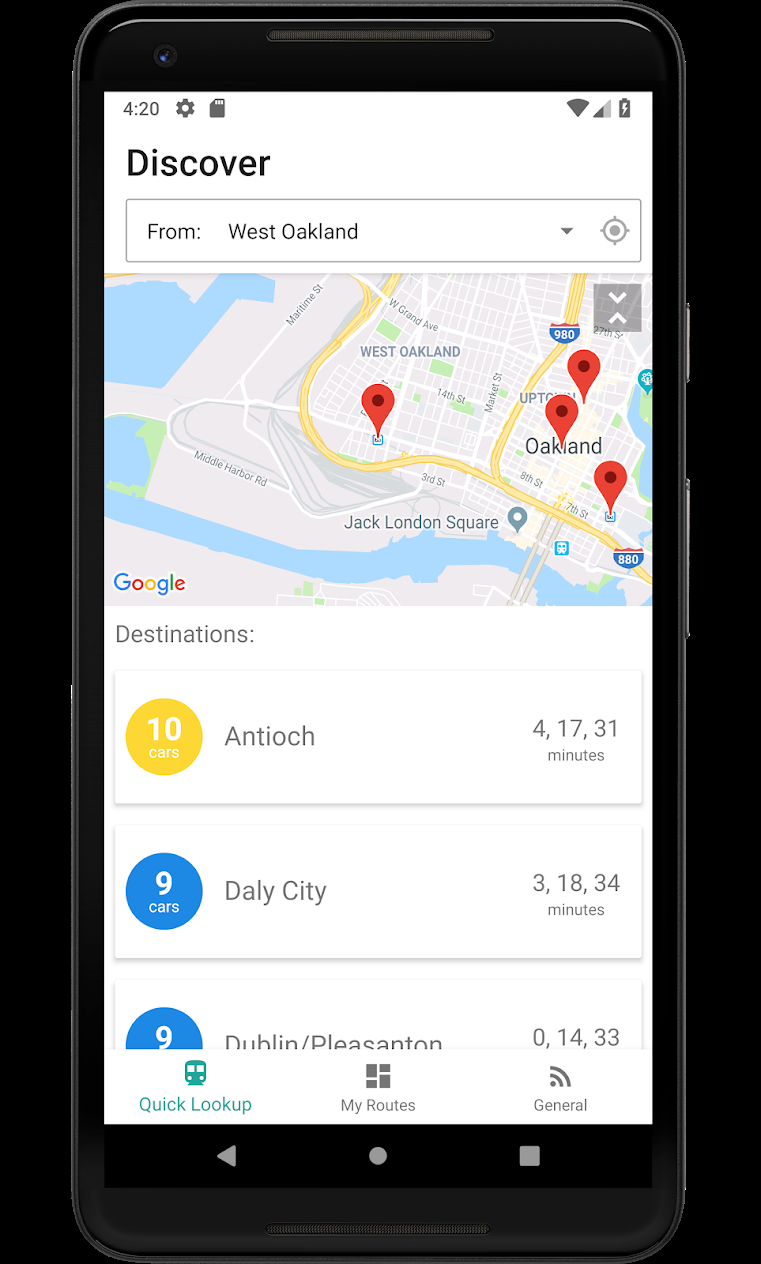 4:20
Discover
From: West Oakland
Maritime St
W Grand Ave
980
27th St
WEST OAKLAND
Market St
14th St
UPTOWN
Oakland
Middle Harbor Rd
3rd St
8th St
7th St
Jack London Square
880
Google
Destinations:
10
cars
Antioch
4, 17, 31
minutes
9
cars
Daly City
3, 18, 34
minutes
9
Dublin/Pleasanton
0, 14, 33
Quick Lookup
My Routes
General